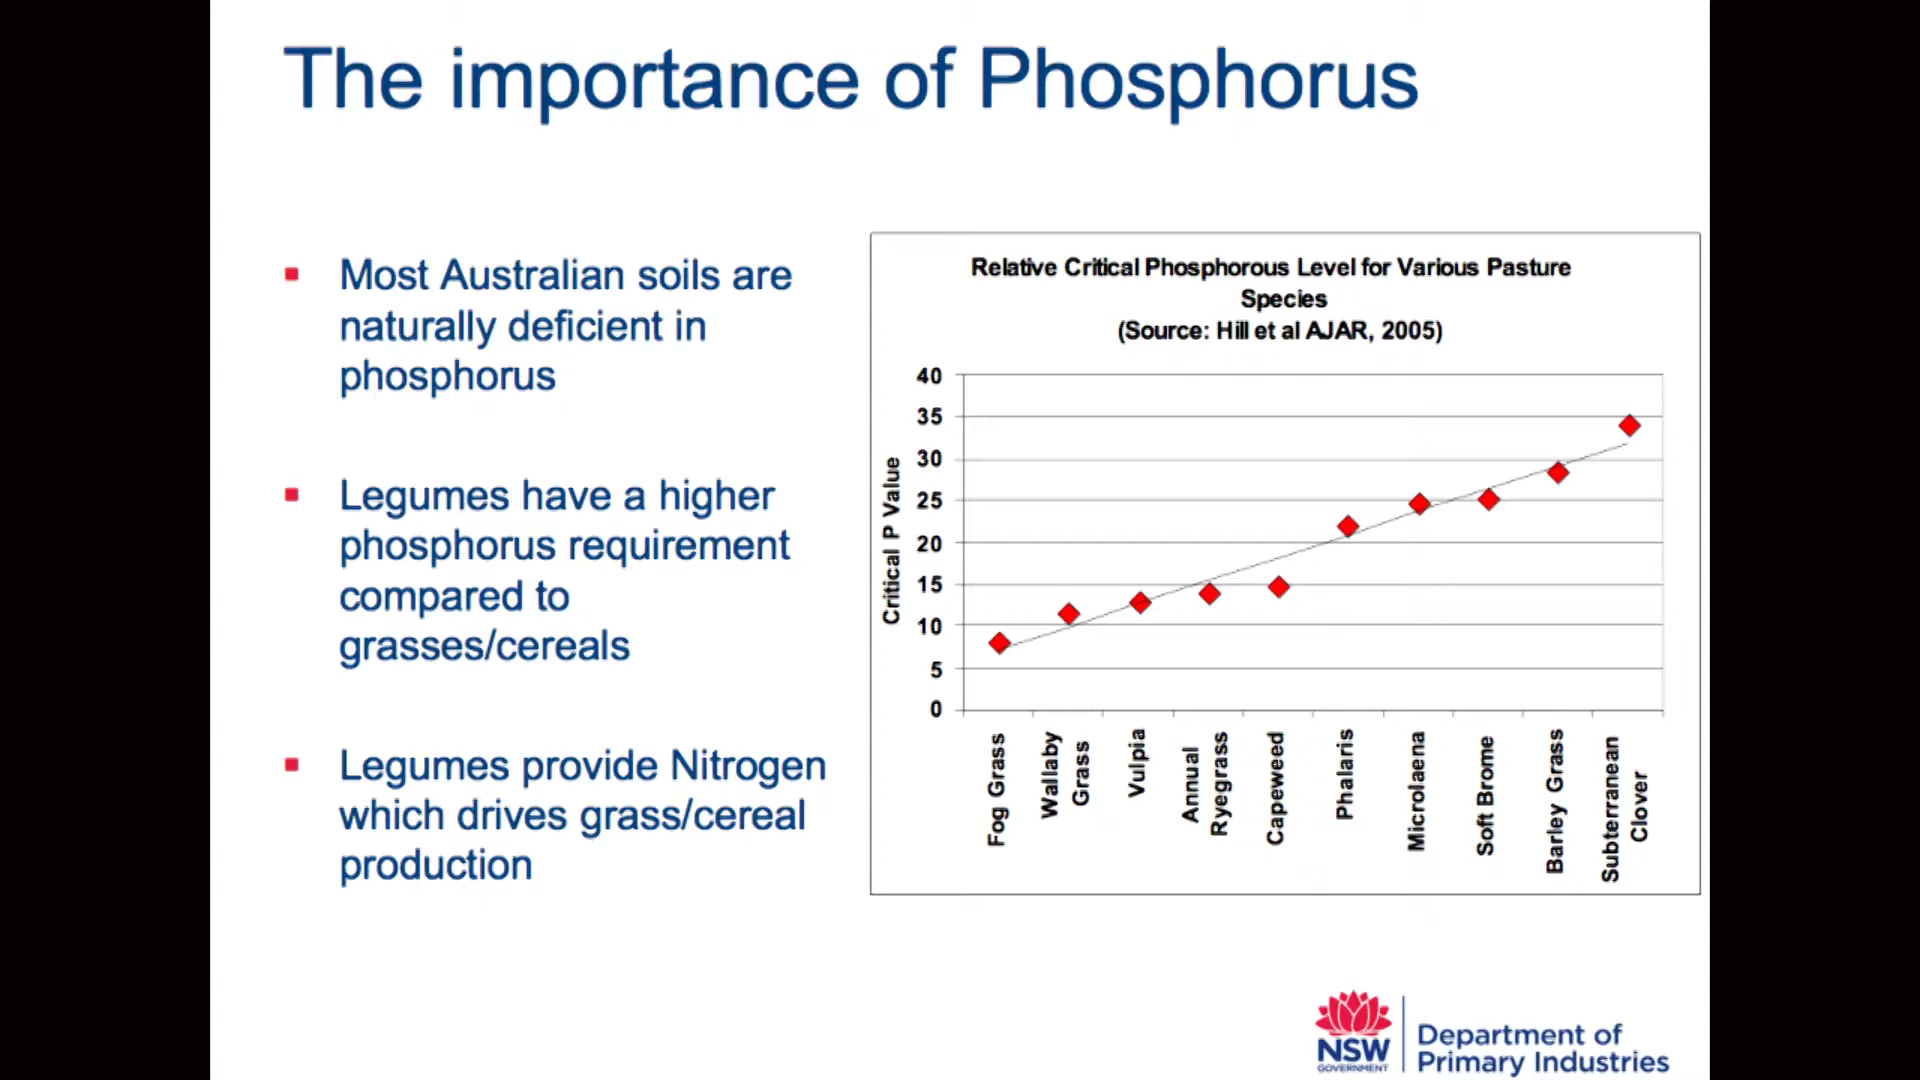 The importance of Phosphorus
Most Australian soils are
naturally deficient in
phosphorus
Legumes have a higher
phosphorus requirement
compared to
grasses/cereals
Legumes provide Nitrogen
which drives grass/cereal
production
Relative Critical Phosphorous Level for Various Pasture
Species
(Source: Hill et al AJAR, 2005)
Critical P Value
40
35
30
25
20
15
10
5
0
Fog Grass
Wallaby
Grass
Vulpia
Annual
Ryegrass
Capeweed
Phalaris
Microlaena
Soft Brome
Barley Grass
Subterranean
Clover
NSW
GOVERNMENT
Department of
Primary Industries